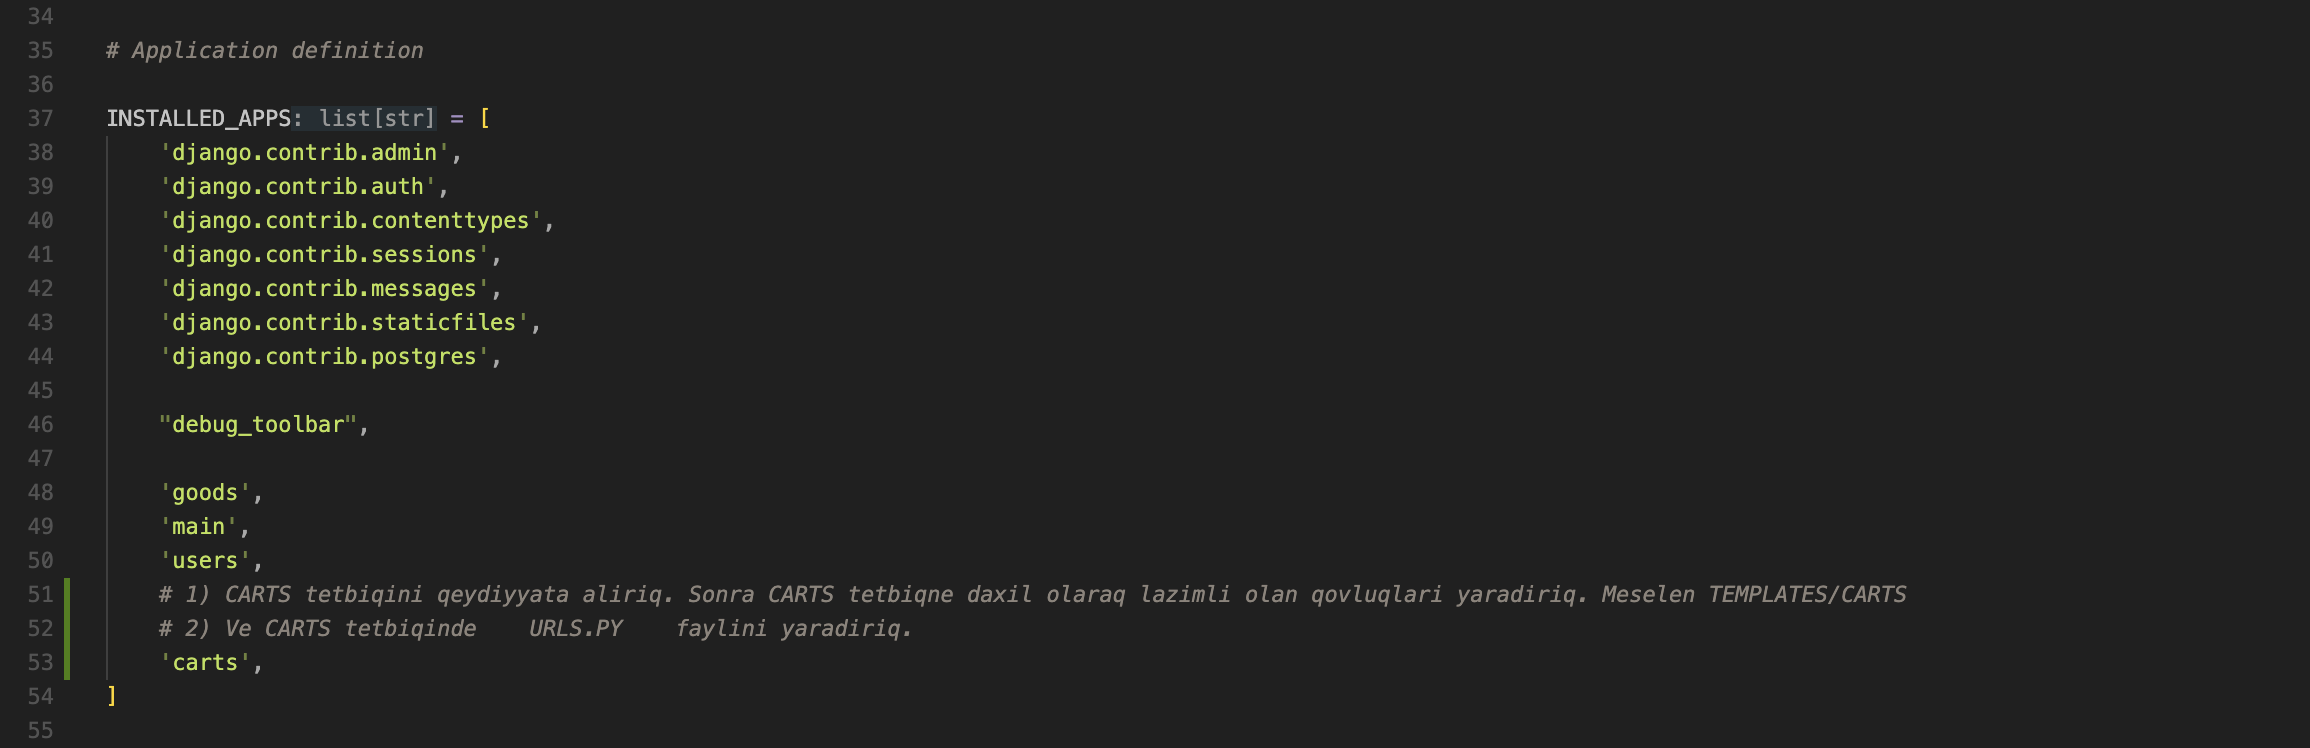 34
35 # Application definition
36
37 INSTALLED_APPS: list[str] = [
38     'django.contrib.admin',
39     'django.contrib.auth',
40     'django.contrib.contenttypes',
41     'django.contrib.sessions',
42     'django.contrib.messages',
43     'django.contrib.staticfiles',
44     'django.contrib.postgres',
45
46     "debug_toolbar",
47
48     'goods',
49     'main',
50     'users',
51     # 1) CARTS tetbiqini qeydiyyata aliriq. Sonra CARTS tetbiqne daxil olaraq lazimli olan qovluqlari yaradiriq. Meselen TEMPLATES/CARTS
52     # 2) Ve CARTS tetbiqinde    URLS.PY    faylini yaradiriq.
53     'carts',
54 ]
55